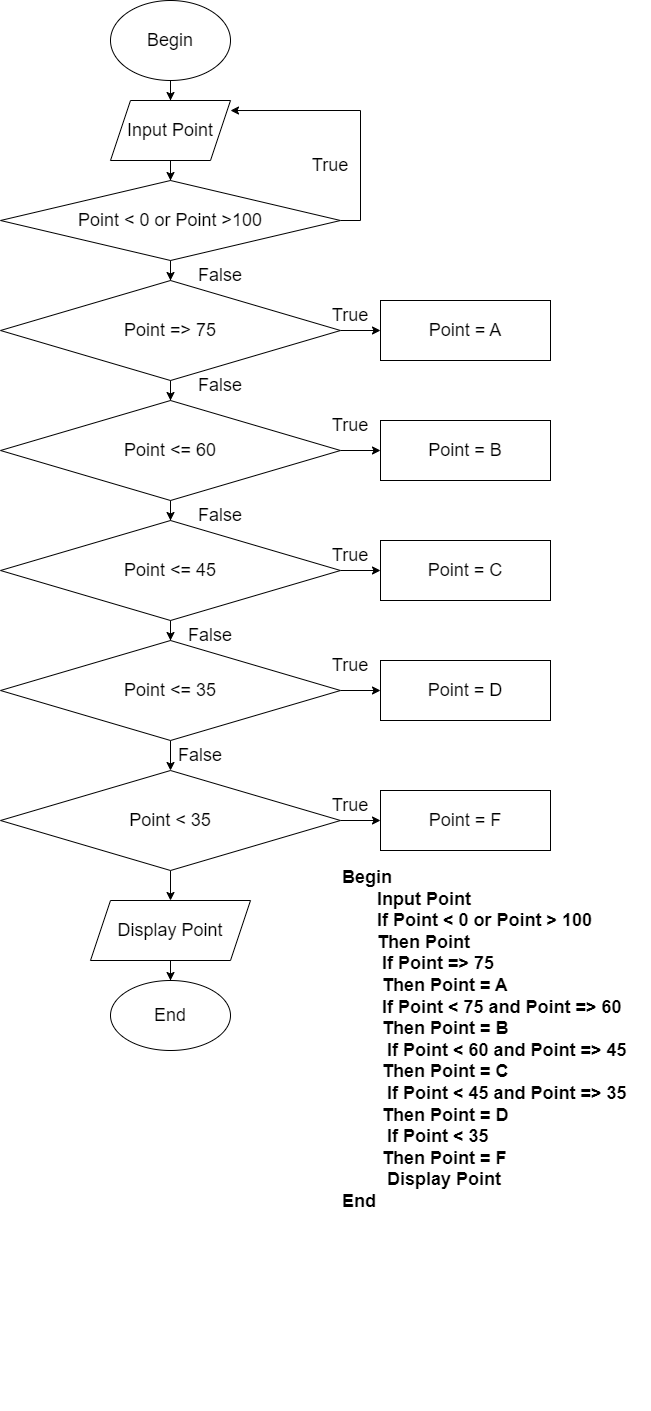 Begin
Input Point
True
Point < 0 or Point >100
False
True
Point => 75
Point = A
False
True
Point <= 60
Point = B
False
True
Point <= 45
Point = C
False
True
Point <= 35
Point = D
False
True
Point < 35
Point = F
Display Point
End
Begin
Input Point
If Point < 0 or Point > 100
Then Point
If Point => 75
Then Point = A
If Point < 75 and Point => 60
Then Point = B
If Point < 60 and Point => 45
Then Point = C
If Point < 45 and Point => 35
Then Point = D
If Point < 35
Then Point = F
Display Point
End